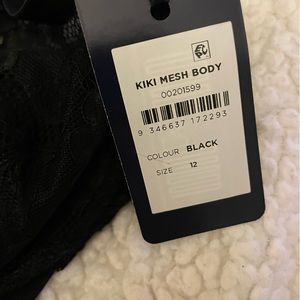 KIKI MESH BODY
00201599
9 346637 172293
COLOUR BLACK
SIZE 12